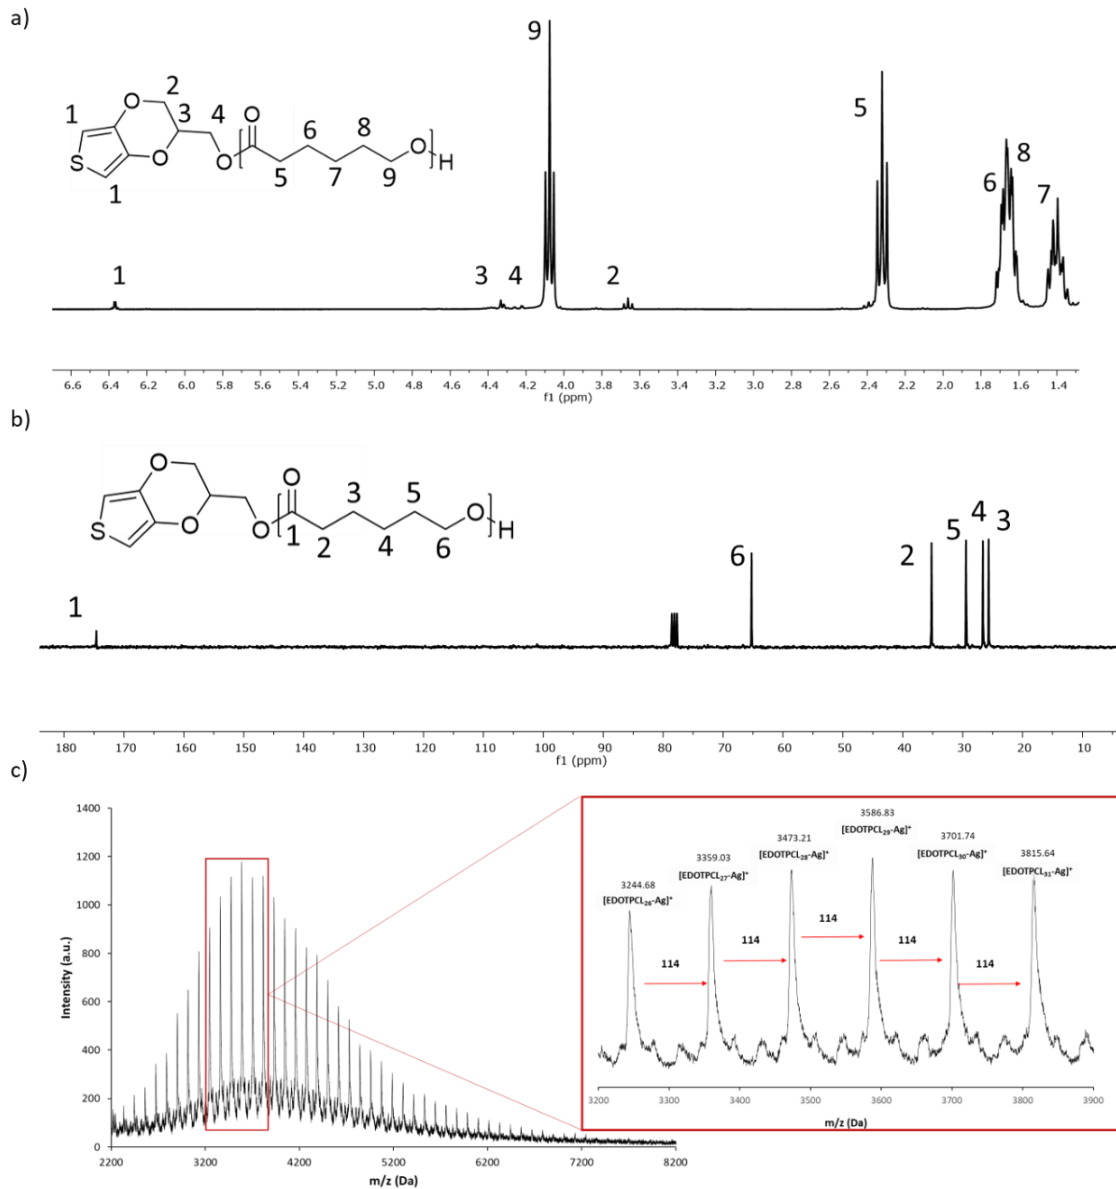 a)
9
2
1
3
4
O
O
6
8
O
O
O
H
S
5
7
9
1
5
6
8
7
1
3
4
2
6.6 6.4 6.2 6.0 5.8 5.6 5.4 5.2 5.0 4.8 4.6 4.4 4.2 4.0 3.8 3.6 3.4 3.2 3.0 2.8 2.6 2.4 2.2 2.0 1.8 1.6 1.4
f1 (ppm)
b)
O
O
3
5
O
O
O
H
S
1
2
4
6
1
6
2
5
4
3
180 170 160 150 140 130 120 110 100 90 80 70 60 50 40 30 20 10
f1 (ppm)
c)
1400
1200
1000
800
600
400
200
0
Intensity (a.u.)
2200 3200 4200 5200 6200 7200 8200
m/z (Da)
3586.83
[EDOTPCL29-Ag]+
3473.21
[EDOTPCL28-Ag]+
3701.74
[EDOTPCL30-Ag]+
3359.03
[EDOTPCL27-Ag]+
3815.64
[EDOTPCL31-Ag]+
3244.68
[EDOTPCL26-Ag]+
114
114
114
114
114
3200 3300 3400 3500 3600 3700 3800 3900
m/z (Da)